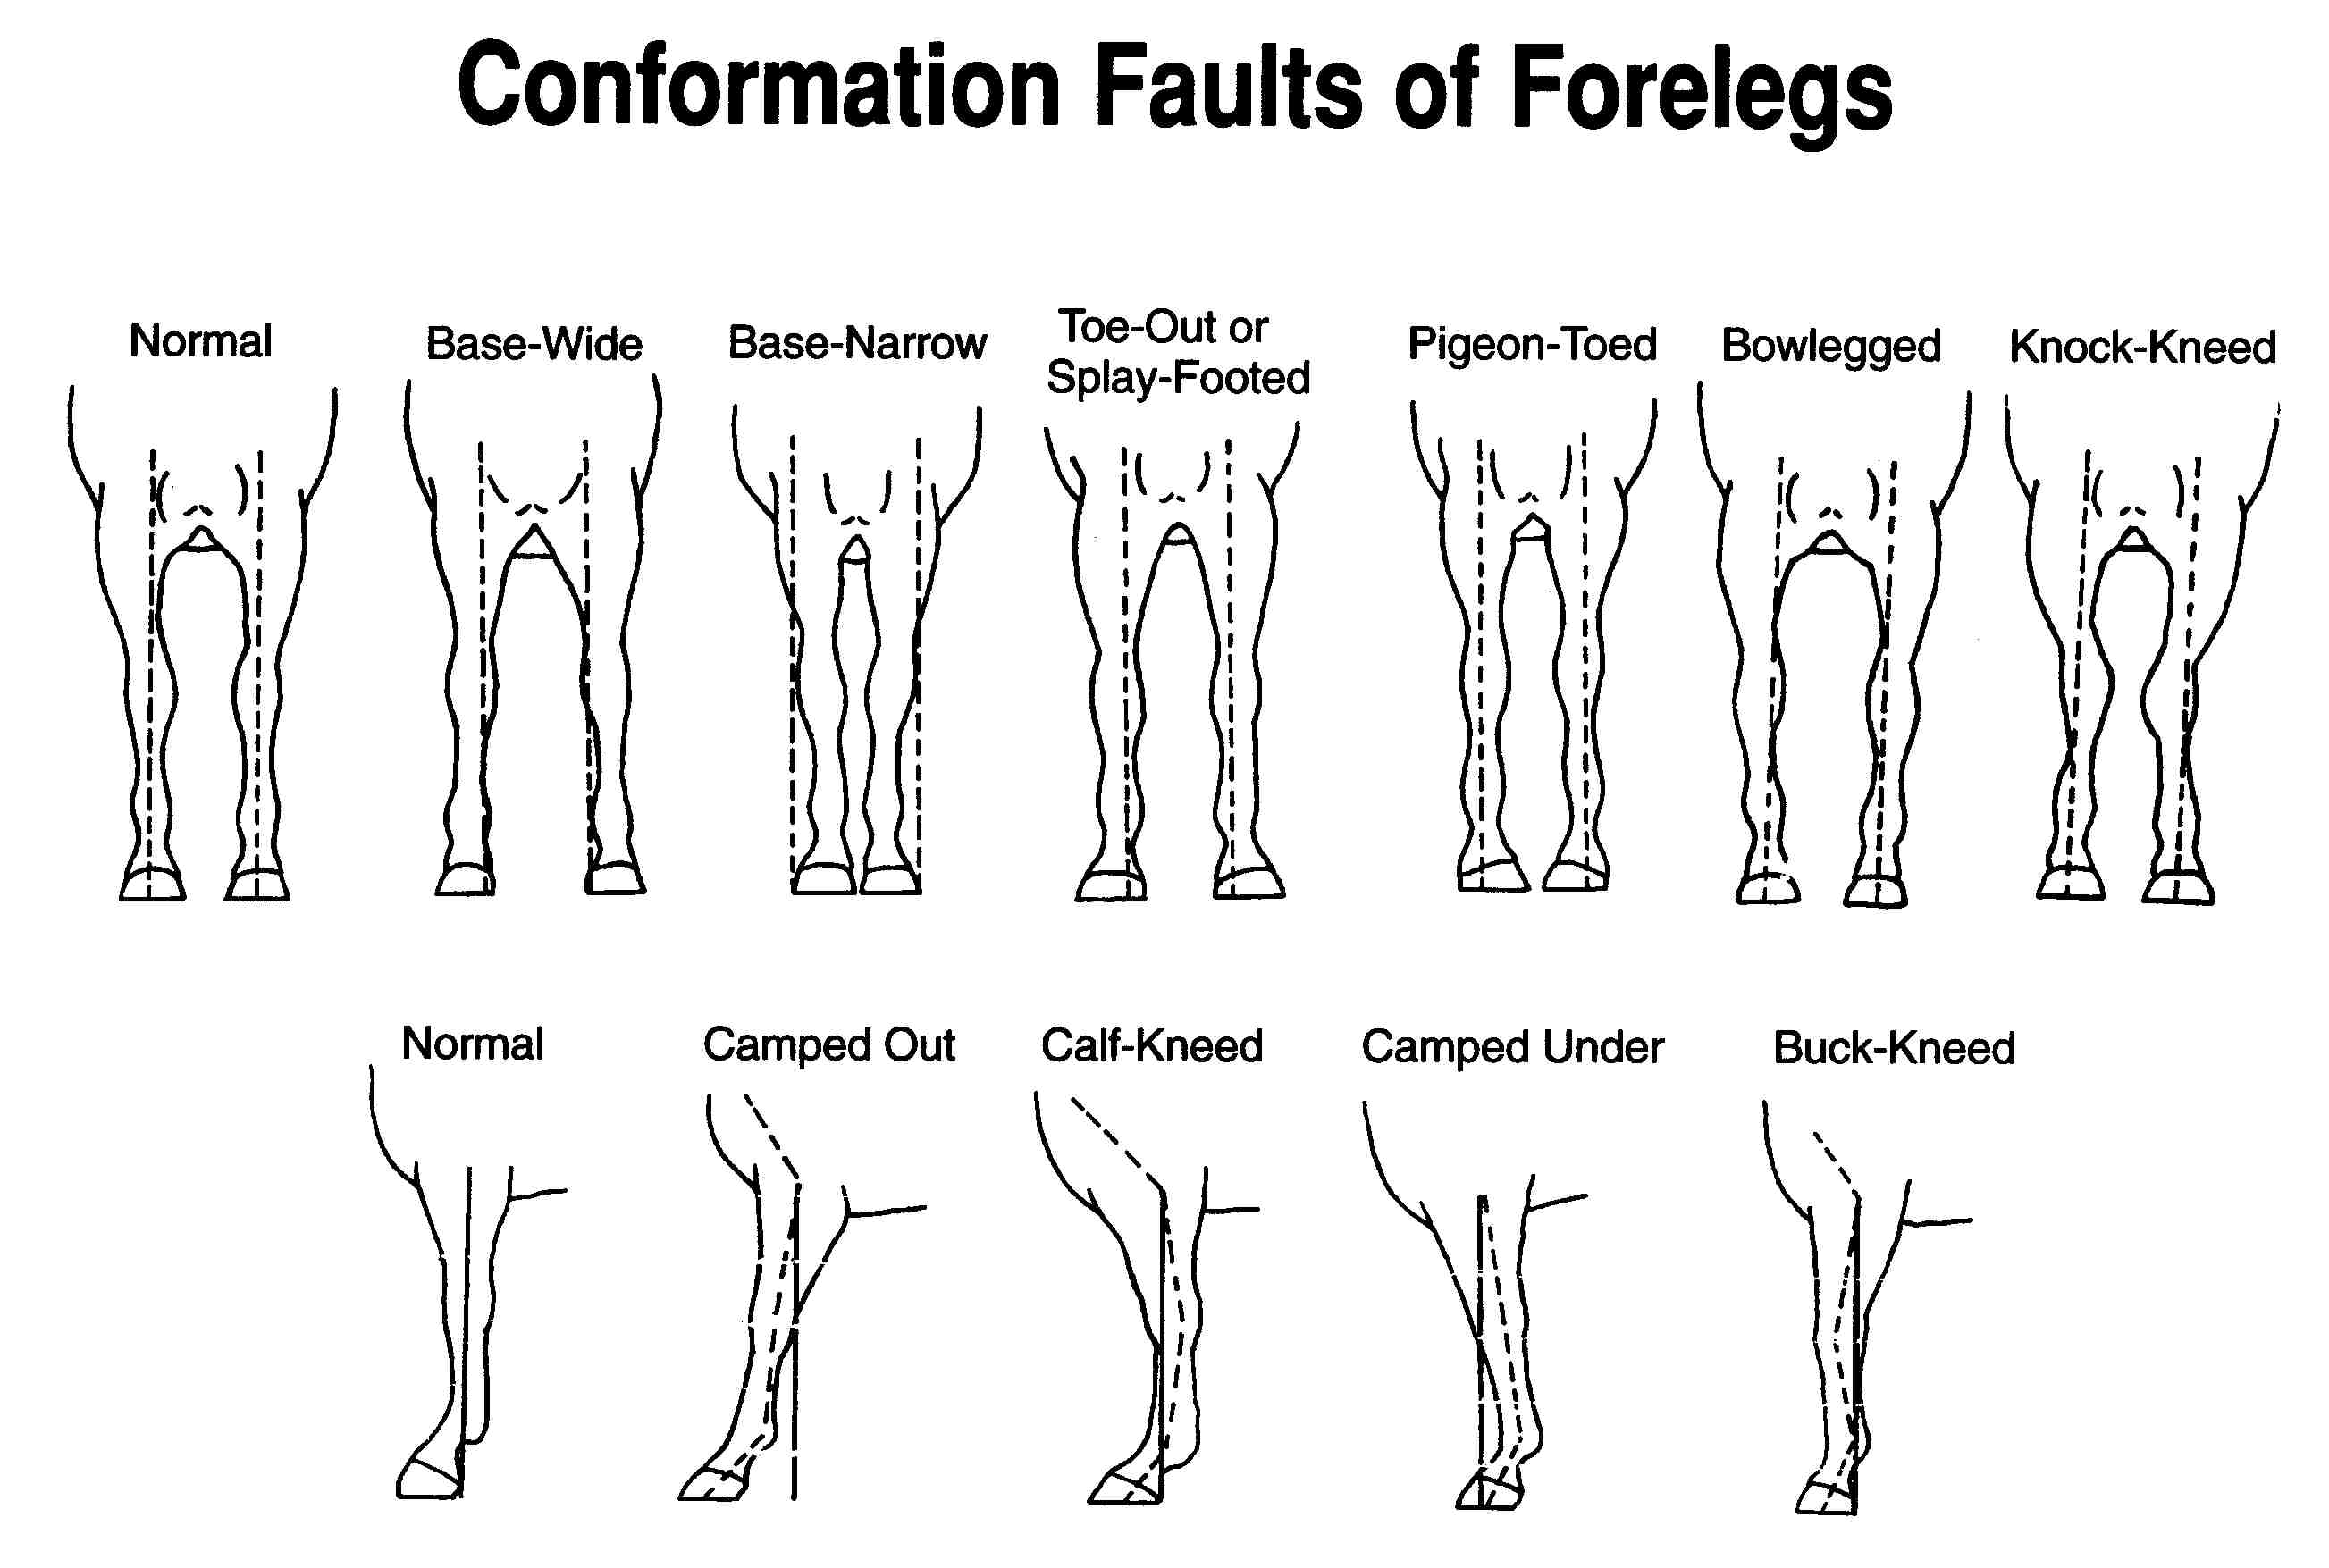 Conformation Faults of Forelegs
Normal
Base-Wide
Base-Narrow
Toe-Out or
Splay-Footed
Pigeon-Toed
Bowlegged
Knock-Kneed
Normal
Camped Out
Calf-Kneed
Camped Under
Buck-Kneed